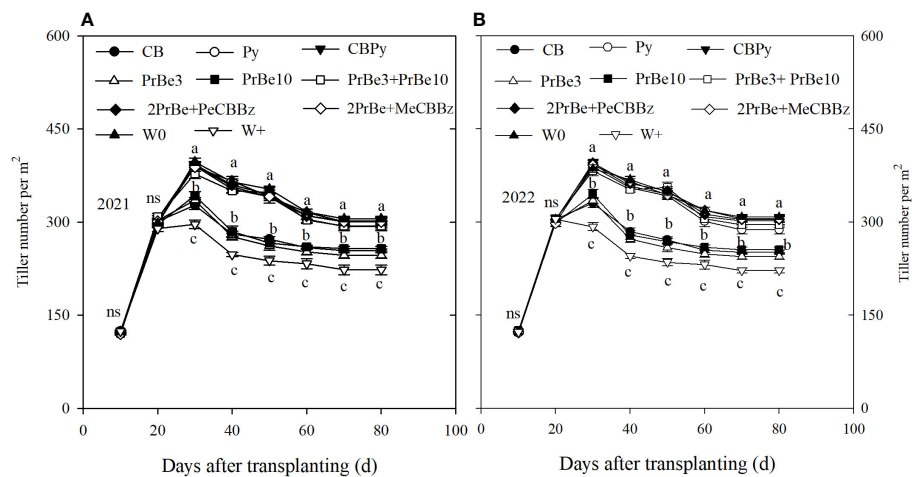 A
600
450
300
150
0
Tiller number per m2
CB
Py
CBPy
PrBe3
PrBe10
PrBe3+PrBe10
2PrBe+PeCBBz
2PrBe+MeCBBz
W0
W+
2021
ns
ns
a
a
a
a
a
a
b
b
b
b
b
b
c
c
c
c
c
c
0
20
40
60
80
100
Days after transplanting (d)
B
CB
Py
CBPy
PrBe3
PrBe10
PrBe3+ PrBe10
2PrBe+PeCBBz
2PrBe+MeCBBz
W0
W+
2022
ns
ns
a
a
a
a
a
a
b
b
b
b
b
b
c
c
c
c
c
c
0
20
40
60
80
100
Days after transplanting (d)
600
450
300
150
0
Tiller number per m2